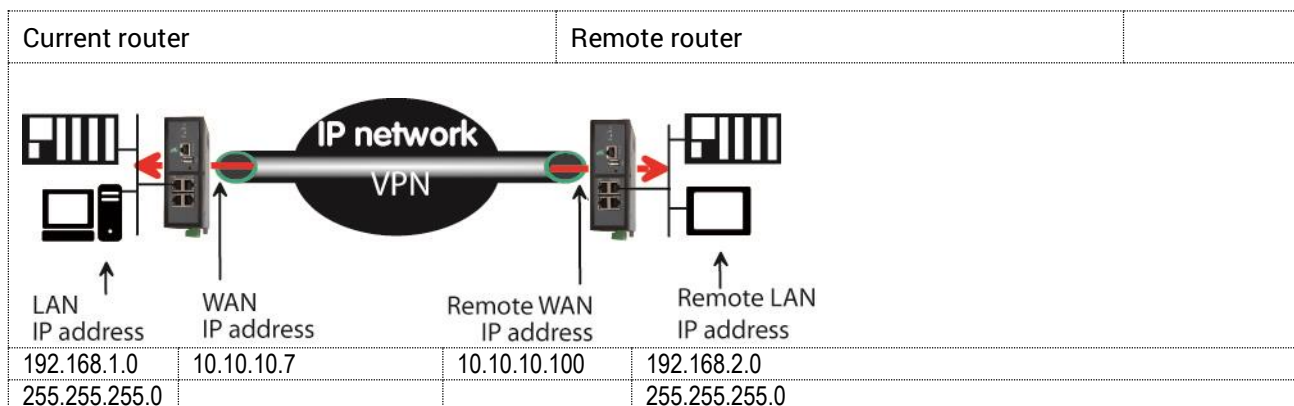 Current router
Remote router
IP network
VPN
LAN
IP address
WAN
IP address
Remote WAN
IP address
Remote LAN
IP address
192.168.1.0
10.10.10.7
10.10.10.100
192.168.2.0
255.255.255.0
255.255.255.0